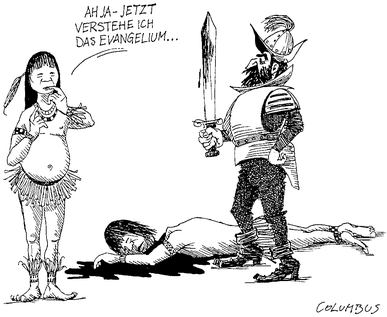 AH JA - JETZT
VERSTEHE ICH
DAS EVANGELIUM...
COLUMBUS